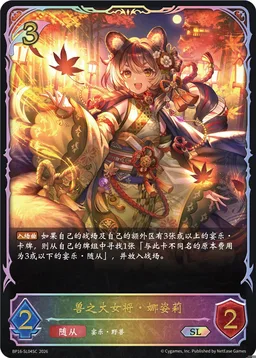 3
入场曲 如果自己的战场及自己的额外区有3张或以上的宴乐·
卡牌，则从自己的牌组中寻找1张「与此卡不同名的原本费用
为3或以下的宴乐·随从」，并放入战场。
兽之大女将·娜姿莉
2
随从
宴乐·野兽
SL
2
BP16-SL04SC 2026
© Cygames, Inc. Published by NetEase Games